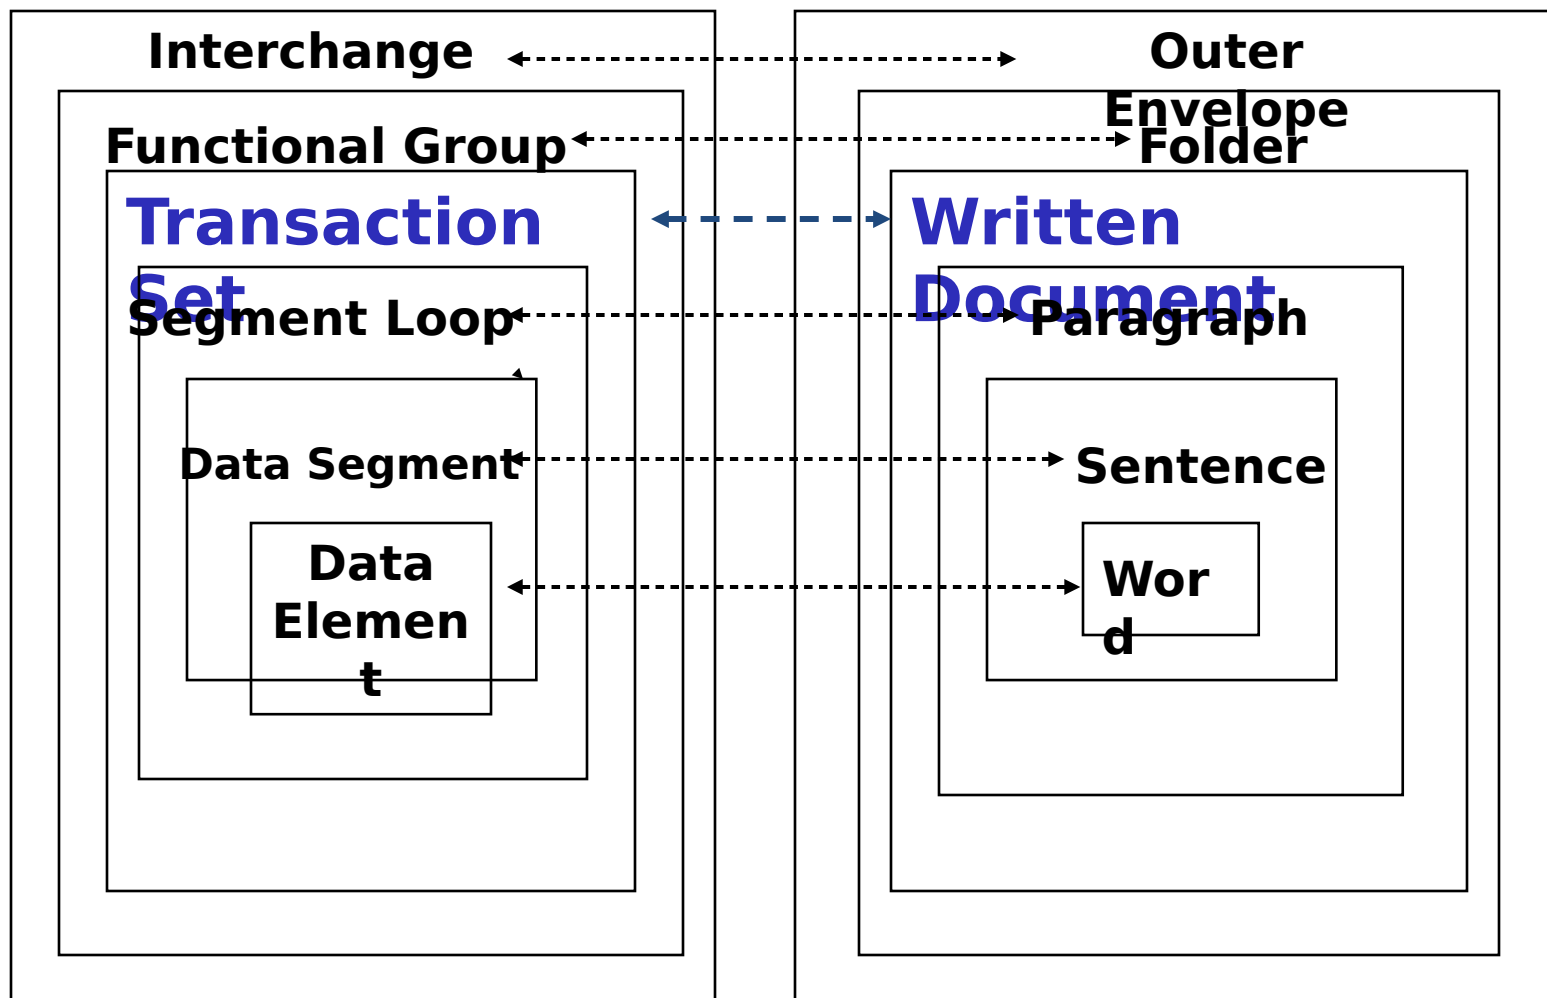 Interchange
Outer
Envelope
Functional Group
Folder
Transaction
Set
Written
Document
Segment Loop
Paragraph
Data Segment
Sentence
Data
Elemen
t
Wor
d